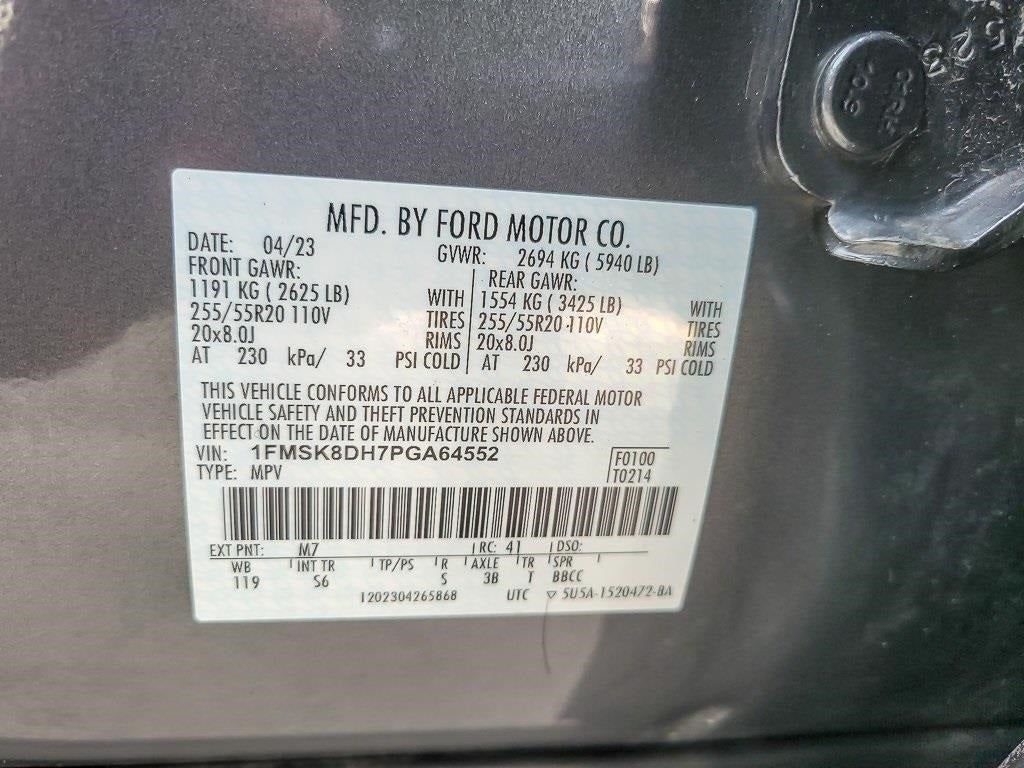 MFD. BY FORD MOTOR CO.
DATE: 04/23 GVWR: 2694 KG ( 5940 LB)
FRONT GAWR: REAR GAWR:
1191 KG ( 2625 LB) WITH 1554 KG ( 3425 LB) WITH
255/55R20 110V TIRES 255/55R20 110V TIRES
20x8.0J RIMS 20x8.0J RIMS
AT 230 kPa/ 33 PSI COLD AT 230 kPa/ 33 PSI COLD
THIS VEHICLE CONFORMS TO ALL APPLICABLE FEDERAL MOTOR
VEHICLE SAFETY AND THEFT PREVENTION STANDARDS IN
EFFECT ON THE DATE OF MANUFACTURE SHOWN ABOVE.
VIN: 1FMSK8DH7PGA64552 F0100
TYPE: MPV T0214
EXT PNT: M7 RC: 41 DSO:
WB INT TR TP/PS R AXLE TR SPR
119 S6 S 3B T BBCC
1202304265868 UTC ▽ 5U5A-1520472-BA
523